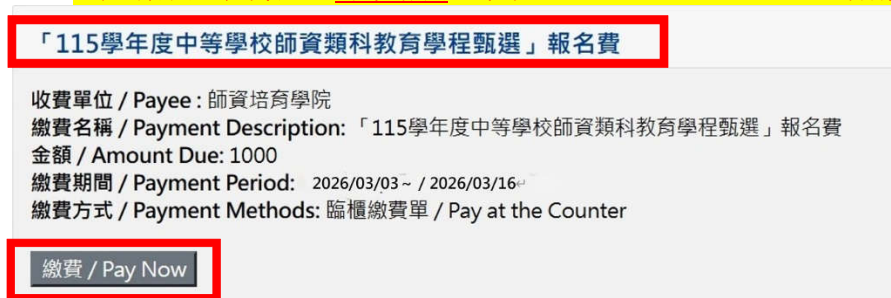 「115學年度中等學校師資類科教育學程甄選」報名費
收費單位 / Payee : 師資培育學院
繳費名稱 / Payment Description: 「115學年度中等學校師資類科教育學程甄選」報名費
金額 / Amount Due: 1000
繳費期間 / Payment Period: 2026/03/03 ~ / 2026/03/16↵
繳費方式 / Payment Methods: 臨櫃繳費單 / Pay at the Counter
繳費 / Pay Now